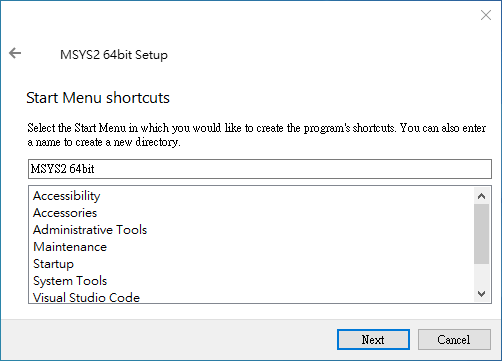 MSYS2 64bit Setup
Start Menu shortcuts
Select the Start Menu in which you would like to create the program's shortcuts. You can also enter
a name to create a new directory.
MSYS2 64bit
Accessibility
Accessories
Administrative Tools
Maintenance
Startup
System Tools
Visual Studio Code
Next
Cancel